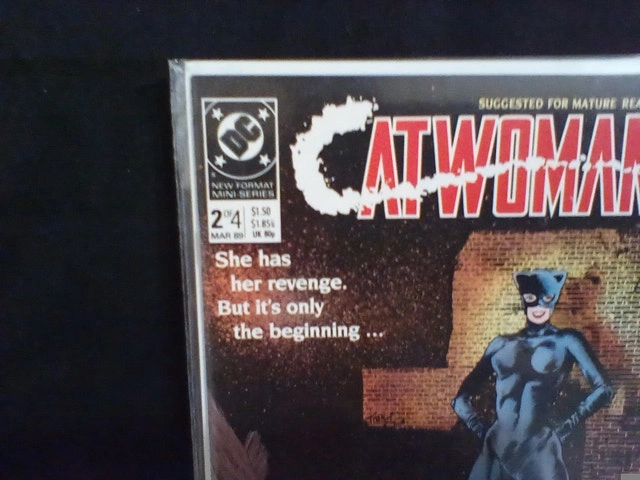 SUGGESTED FOR MATURE
DC
CATWOMAN
NEW FORMAT
MINI-SERIES
2 OF 4
MAR 89
$1.50
$1.85
UK 80p
She has
her revenge.
But it's only
the beginning ...